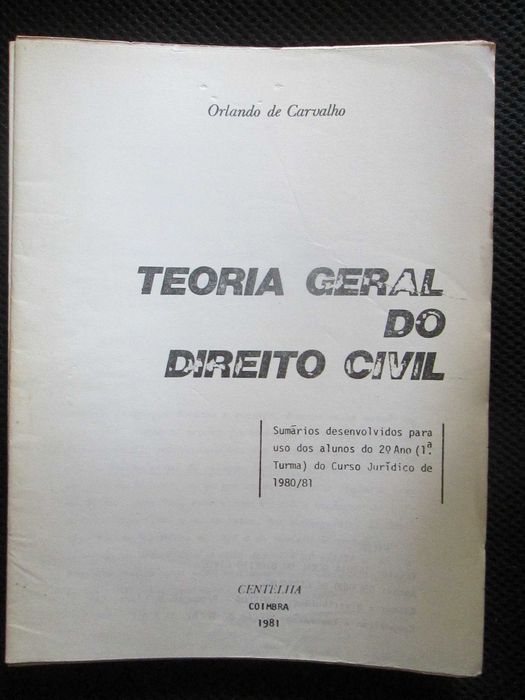 Orlando de Carvalho
TEORIA GERAL
DO
DIREITO CIVIL
Sumários desenvolvidos para
uso dos alunos do 2º Ano (1ª.
Turma) do Curso Jurídico de
1980/81
CENTELHA
COIMBRA
1981